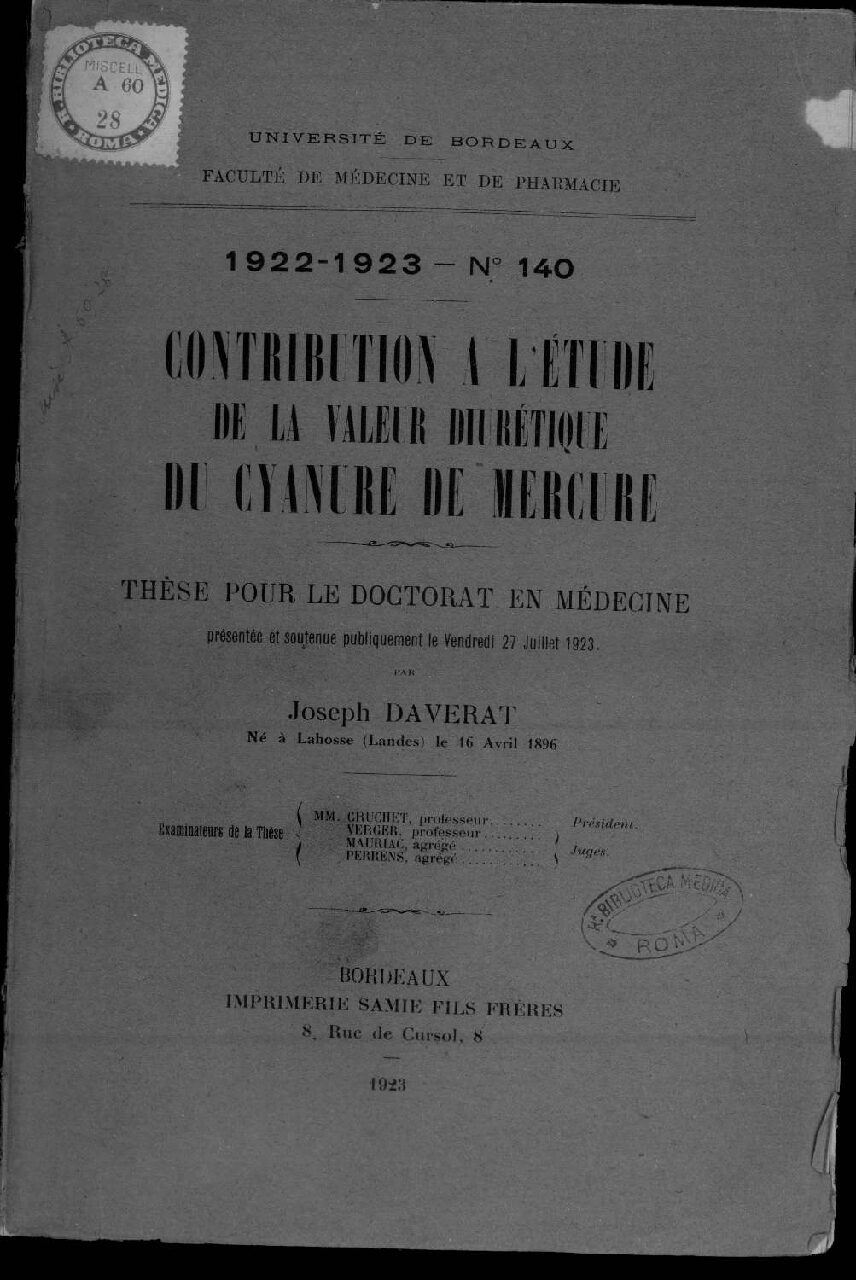 R. BIBLIOTECA MEDICA
MISCELL
A 60
28
ROMA
UNIVERSITÉ DE BORDEAUX
FACULTÉ DE MÉDECINE ET DE PHARMACIE
1922-1923 — N° 140
CONTRIBUTION A L'ÉTUDE
DE LA VALEUR DIURÉTIQUE
DU CYANURE DE MERCURE
THÈSE POUR LE DOCTORAT EN MÉDECINE
présentée et soutenue publiquement le Vendredi 27 Juillet 1923.
PAR
Joseph DAVERAT
Né à Lahosse (Landes) le 16 Avril 1896
Examinateurs de la Thèse
MM. CRUCHET, professeur....... Président.
VERGER, professeur.........
MAURIAC, agrégé............
PERRENS, agrégé............
Juges.
Ra. BIBLIOTECA MEDICA
ROMA
BORDEAUX
IMPRIMERIE SAMIE FILS FRÈRES
8, Rue de Cursol, 8
1923